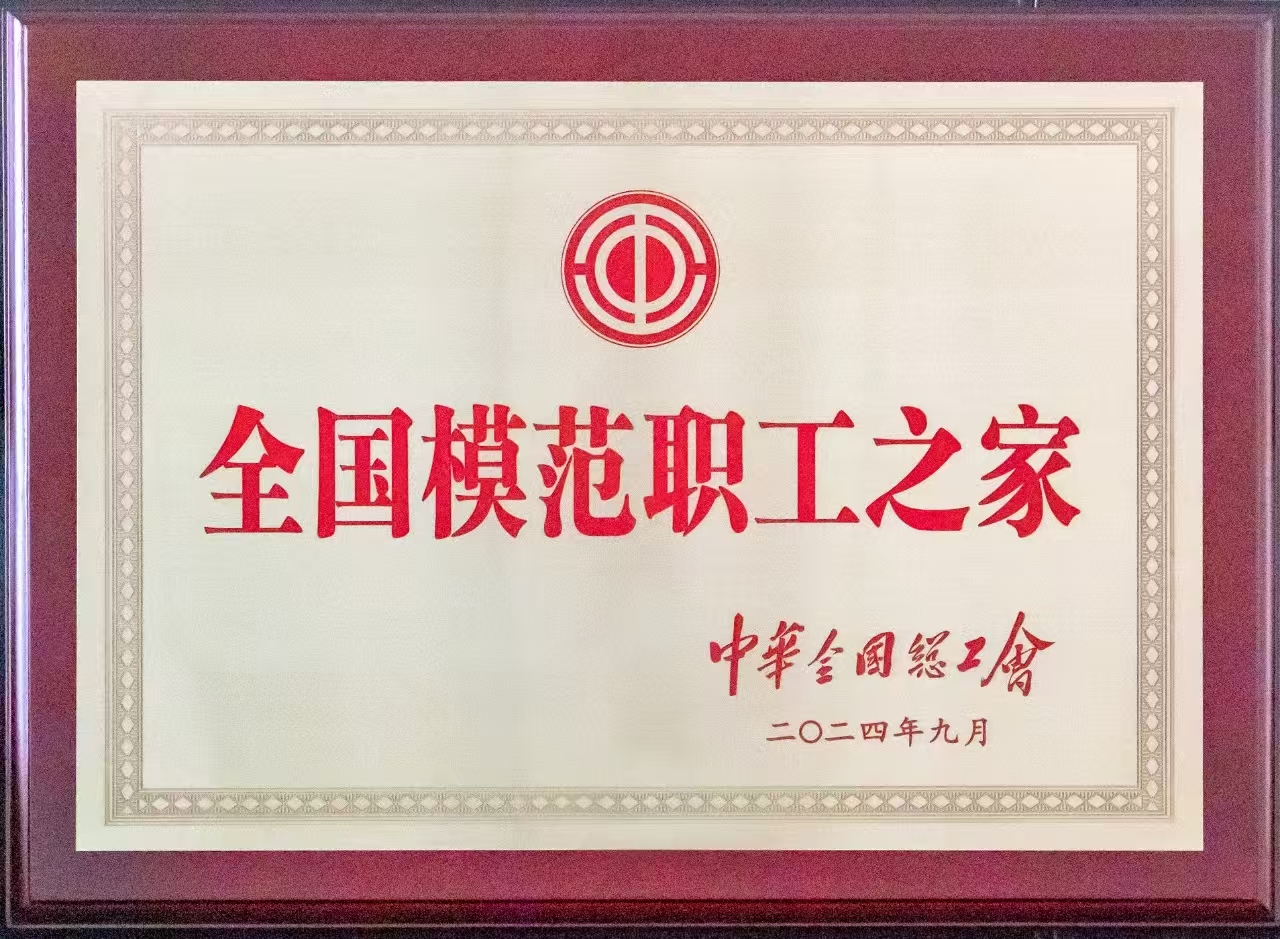 全国模范职工之家
中華全国总工會
二〇二四年九月